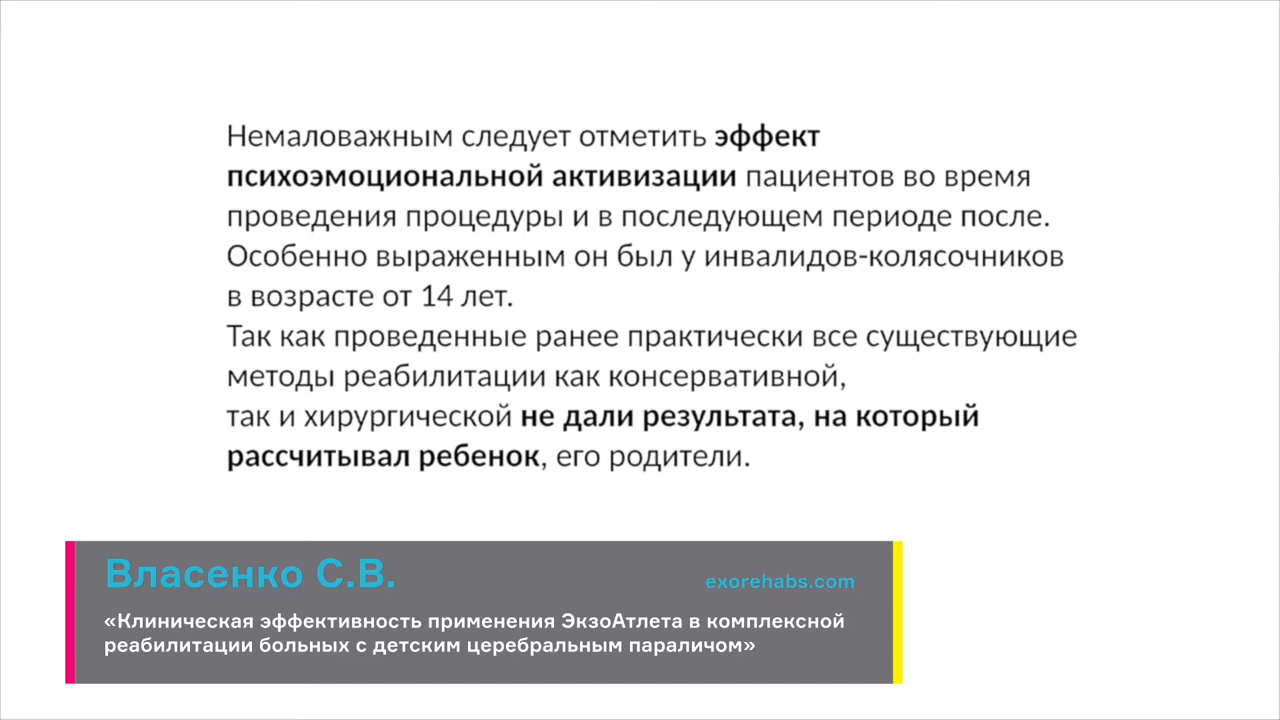 Немаловажным следует отметить эффект
психоэмоциональной активизации пациентов во время
проведения процедуры и в последующем периоде после.
Особенно выраженным он был у инвалидов-колясочников
в возрасте от 14 лет.
Так как проведенные ранее практически все существующие
методы реабилитации как консервативной,
так и хирургической не дали результата, на который
рассчитывал ребенок, его родители.
Власенко С.В.
exorehabs.com
«Клиническая эффективность применения ЭкзоАтлета в комплексной
реабилитации больных с детским церебральным параличом»